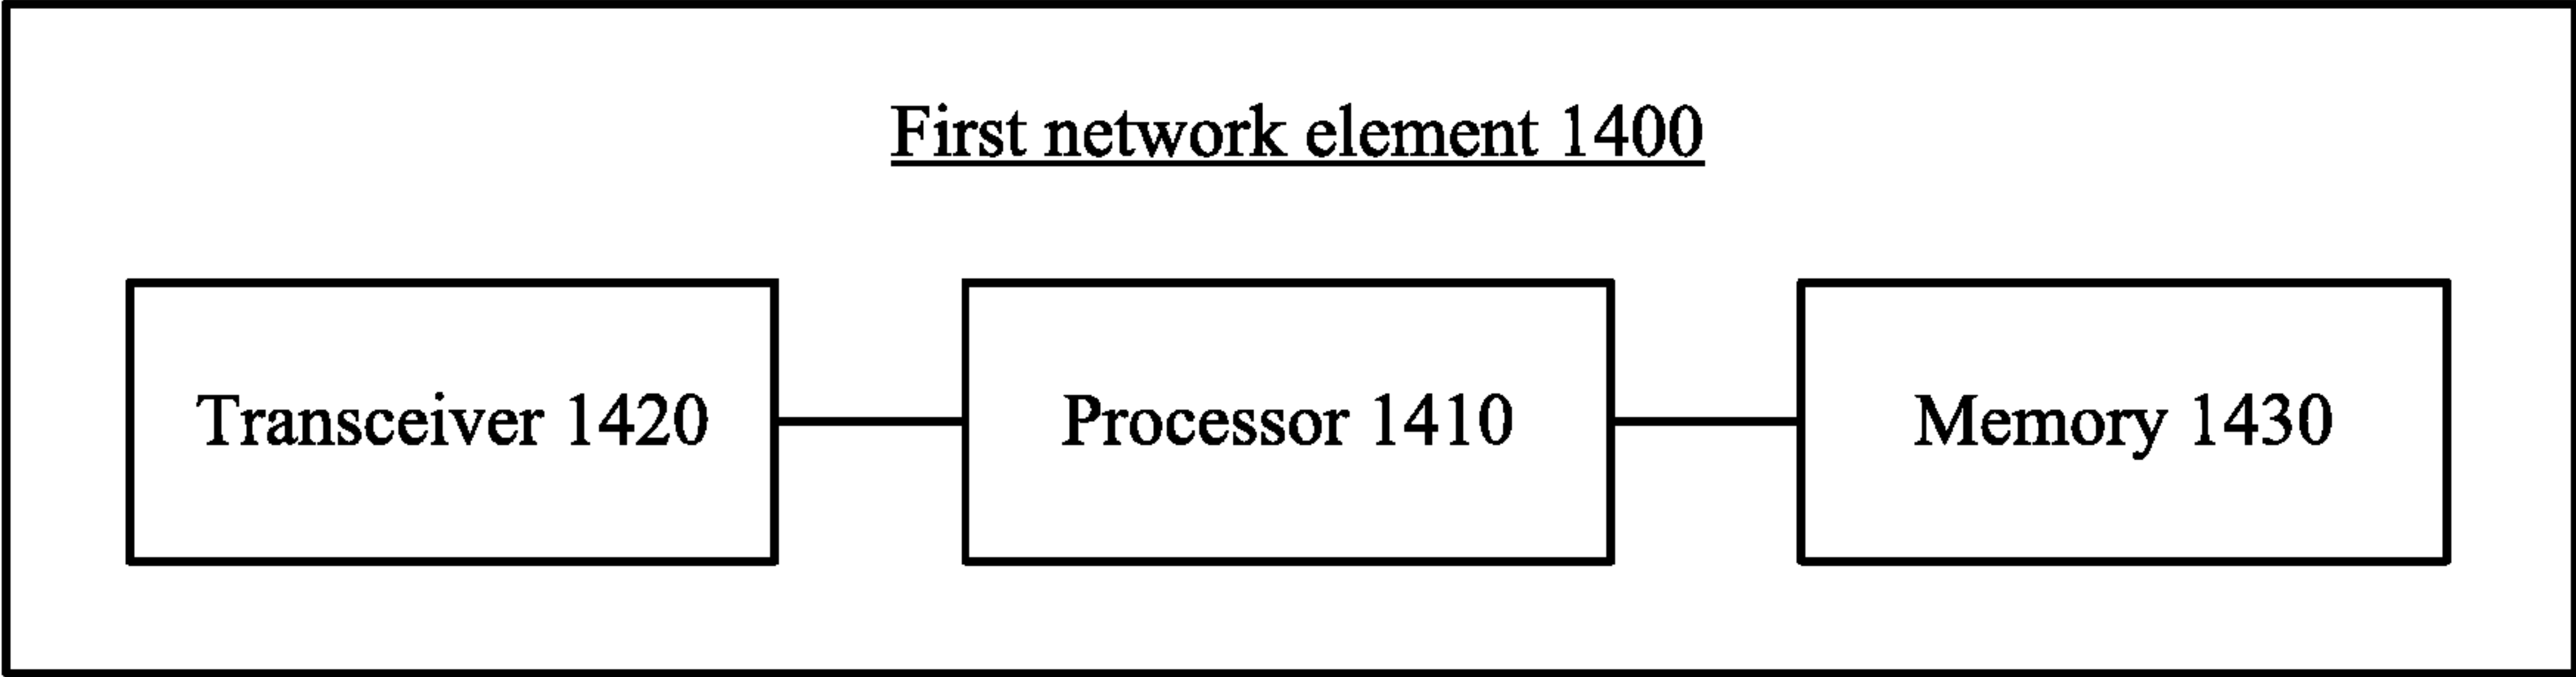 First network element 1400
Transceiver 1420
Processor 1410
Memory 1430